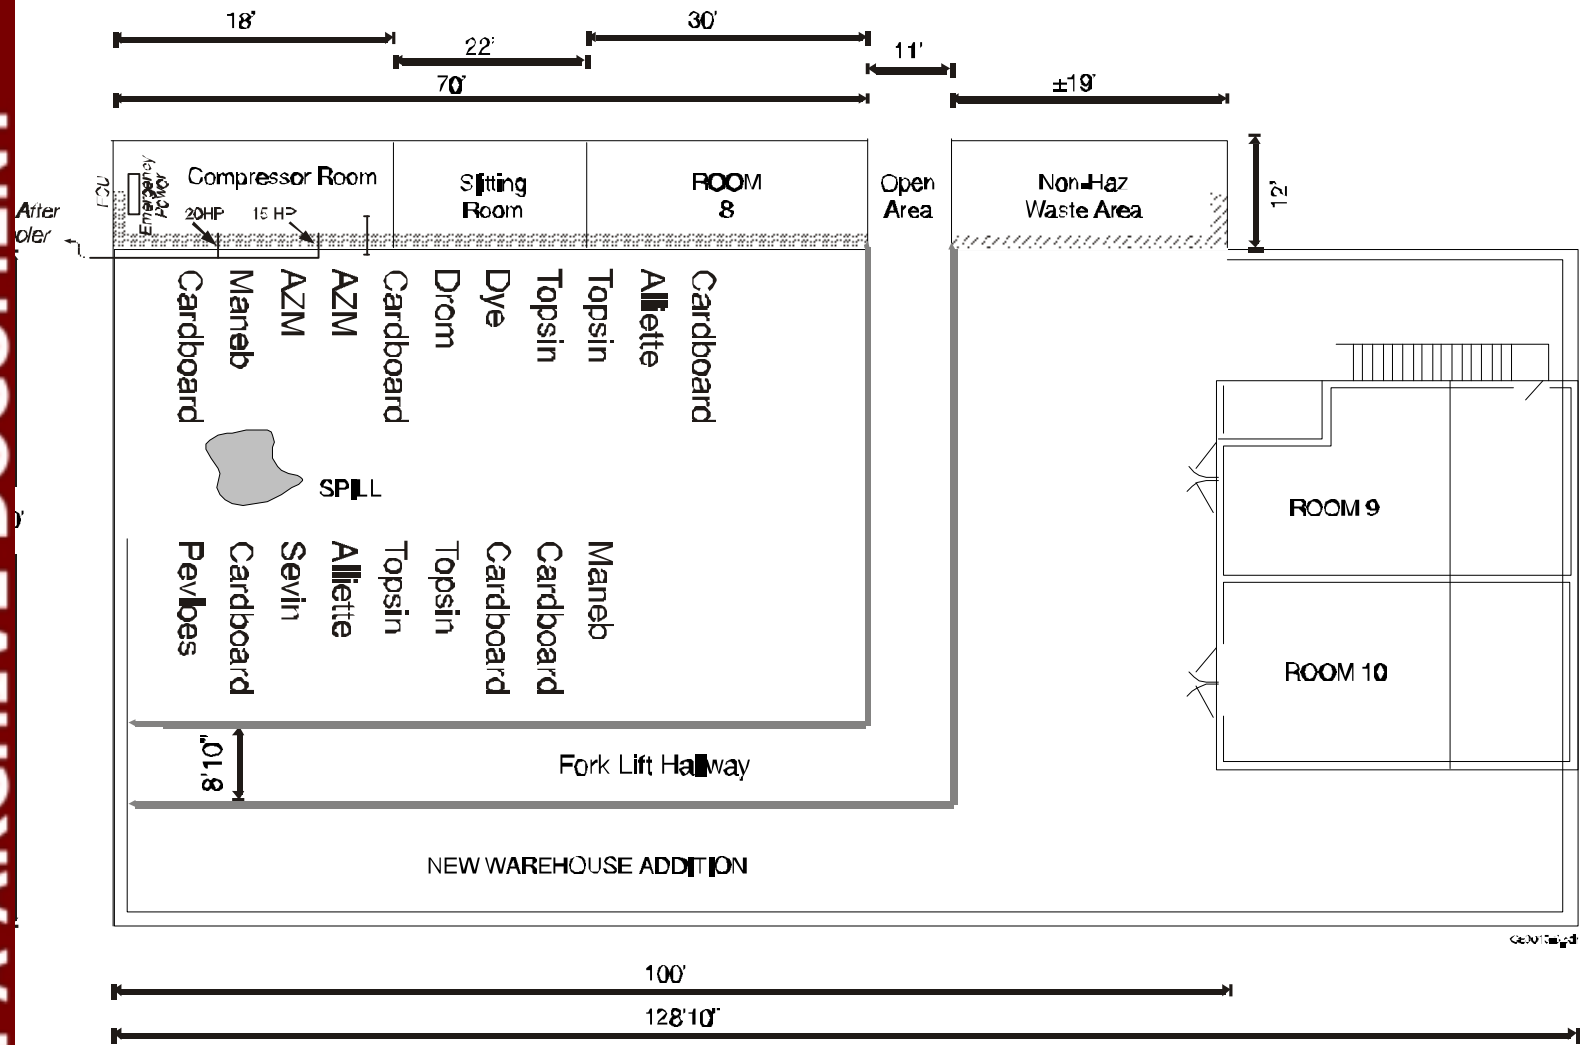 18'
30'
22'
11'
70'
±19'
Emergency
Power
Compressor Room
20HP
15 HP
Slitting
Room
ROOM
8
Open
Area
Non-Haz
Waste Area
12'
After
oler
Cardboard
Maneb
AZM
AZM
Cardboard
Drom
Dye
Topsin
Topsin
Alliette
Cardboard
SPILL
ROOM 9
0'
Pevlbes
Cardboard
Sevin
Alliette
Topsin
Topsin
Cardboard
Cardboard
Maneb
ROOM 10
8'10"
Fork Lift Hallway
NEW WAREHOUSE ADDITION
100'
128'10"
ARCHIVE DOCUMENT